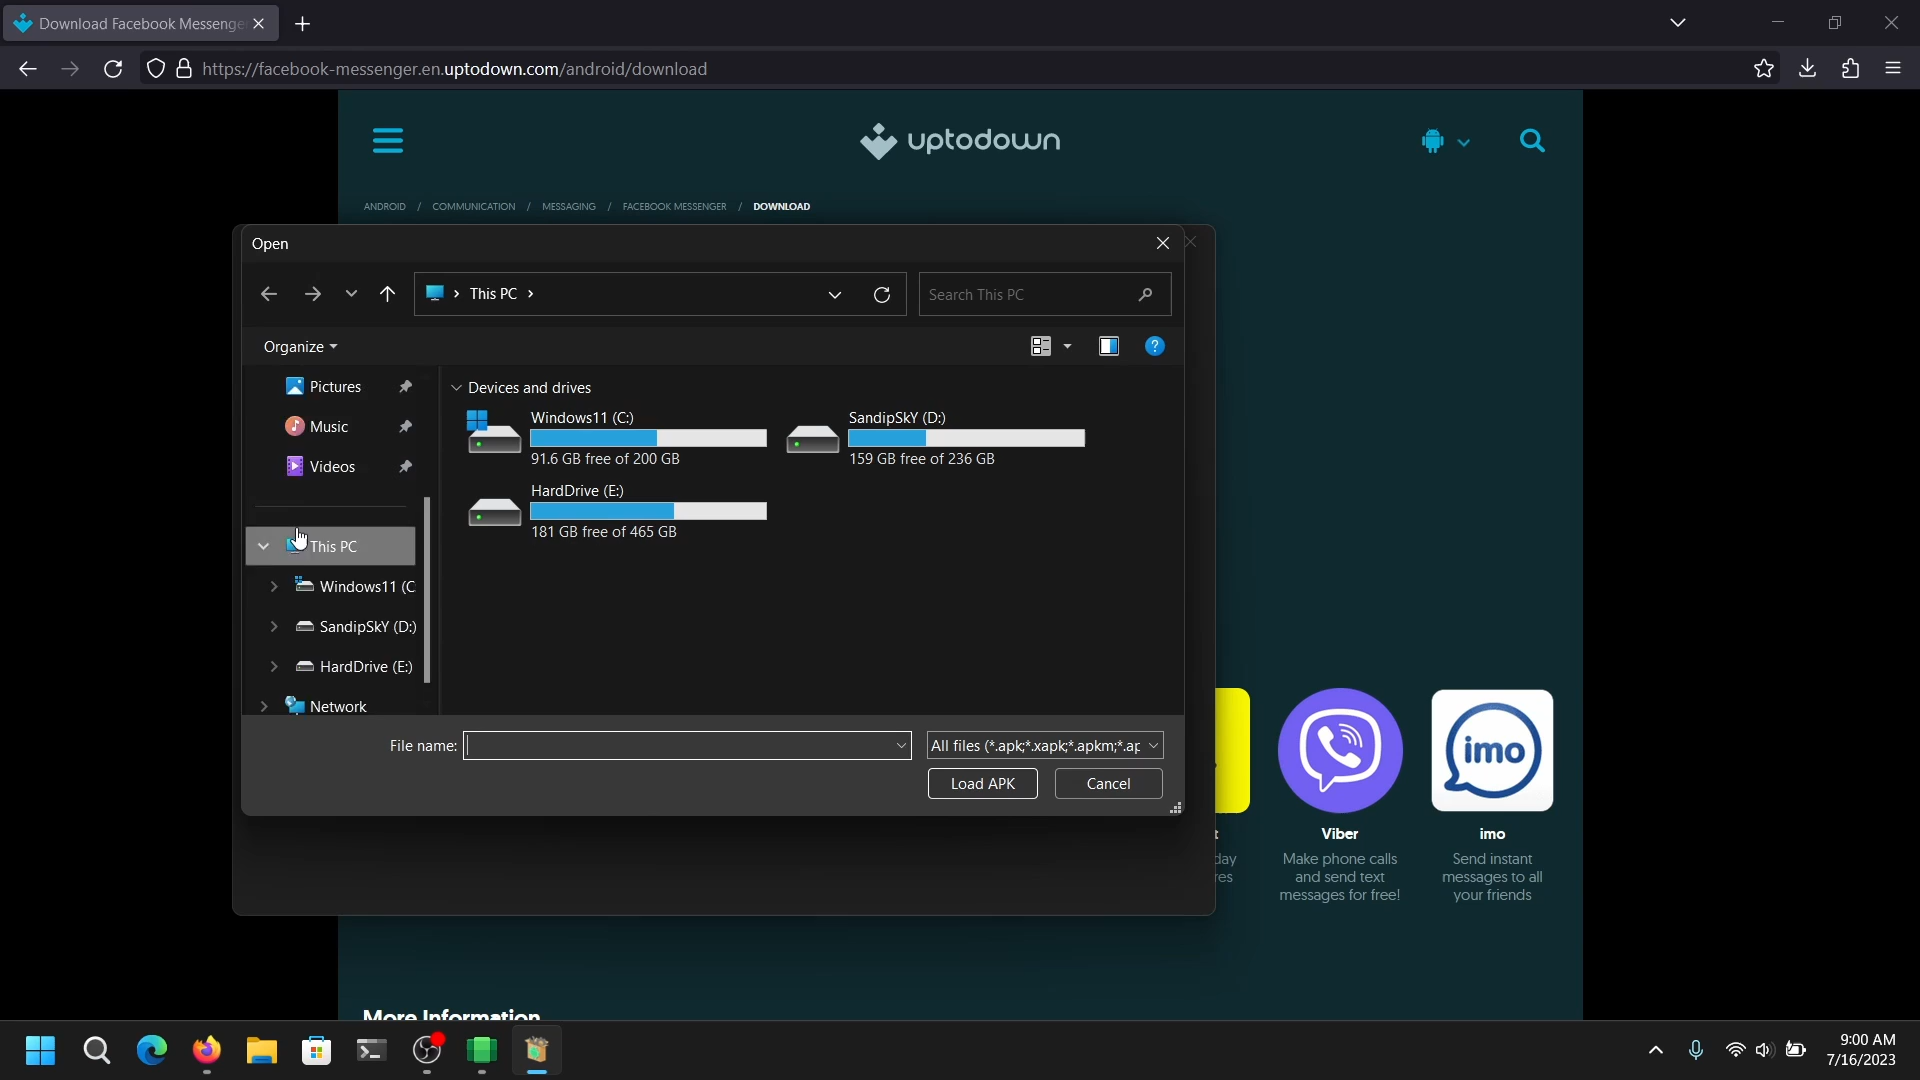 Download Facebook Messenge
https://facebook-messenger.en.uptodown.com/android/download
uptodown
ANDROID / COMMUNICATION / MESSAGING / FACEBOOK MESSENGER / DOWNLOAD
Open
This PC
Search This PC
Organize
Pictures
Music
Videos
This PC
Windows11 (C
SandipSkY (D:)
HardDrive (E:)
Network
Devices and drives
Windows11 (C:)
91.6 GB free of 200 GB
SandipSkY (D:)
159 GB free of 236 GB
HardDrive (E:)
181 GB free of 465 GB
File name:
All files (*.apk;*.xapk;*.apkm;*.ap
Load APK
Cancel
t
day
res
Viber
Make phone calls
and send text
messages for free!
imo
imo
Send instant
messages to all
your friends
More Information
9:00 AM
7/16/2023